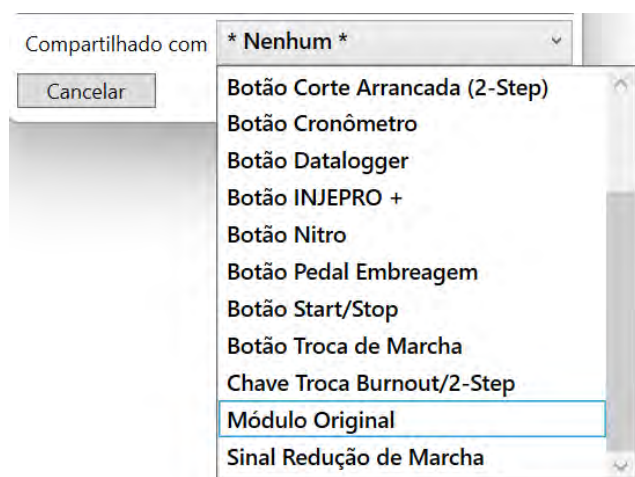 Compartilhado com * Nenhum *
Cancelar
Botão Corte Arrancada (2-Step)
Botão Cronômetro
Botão Datalogger
Botão INJEPRO +
Botão Nitro
Botão Pedal Embreagem
Botão Start/Stop
Botão Troca de Marcha
Chave Troca Burnout/2-Step
Módulo Original
Sinal Redução de Marcha